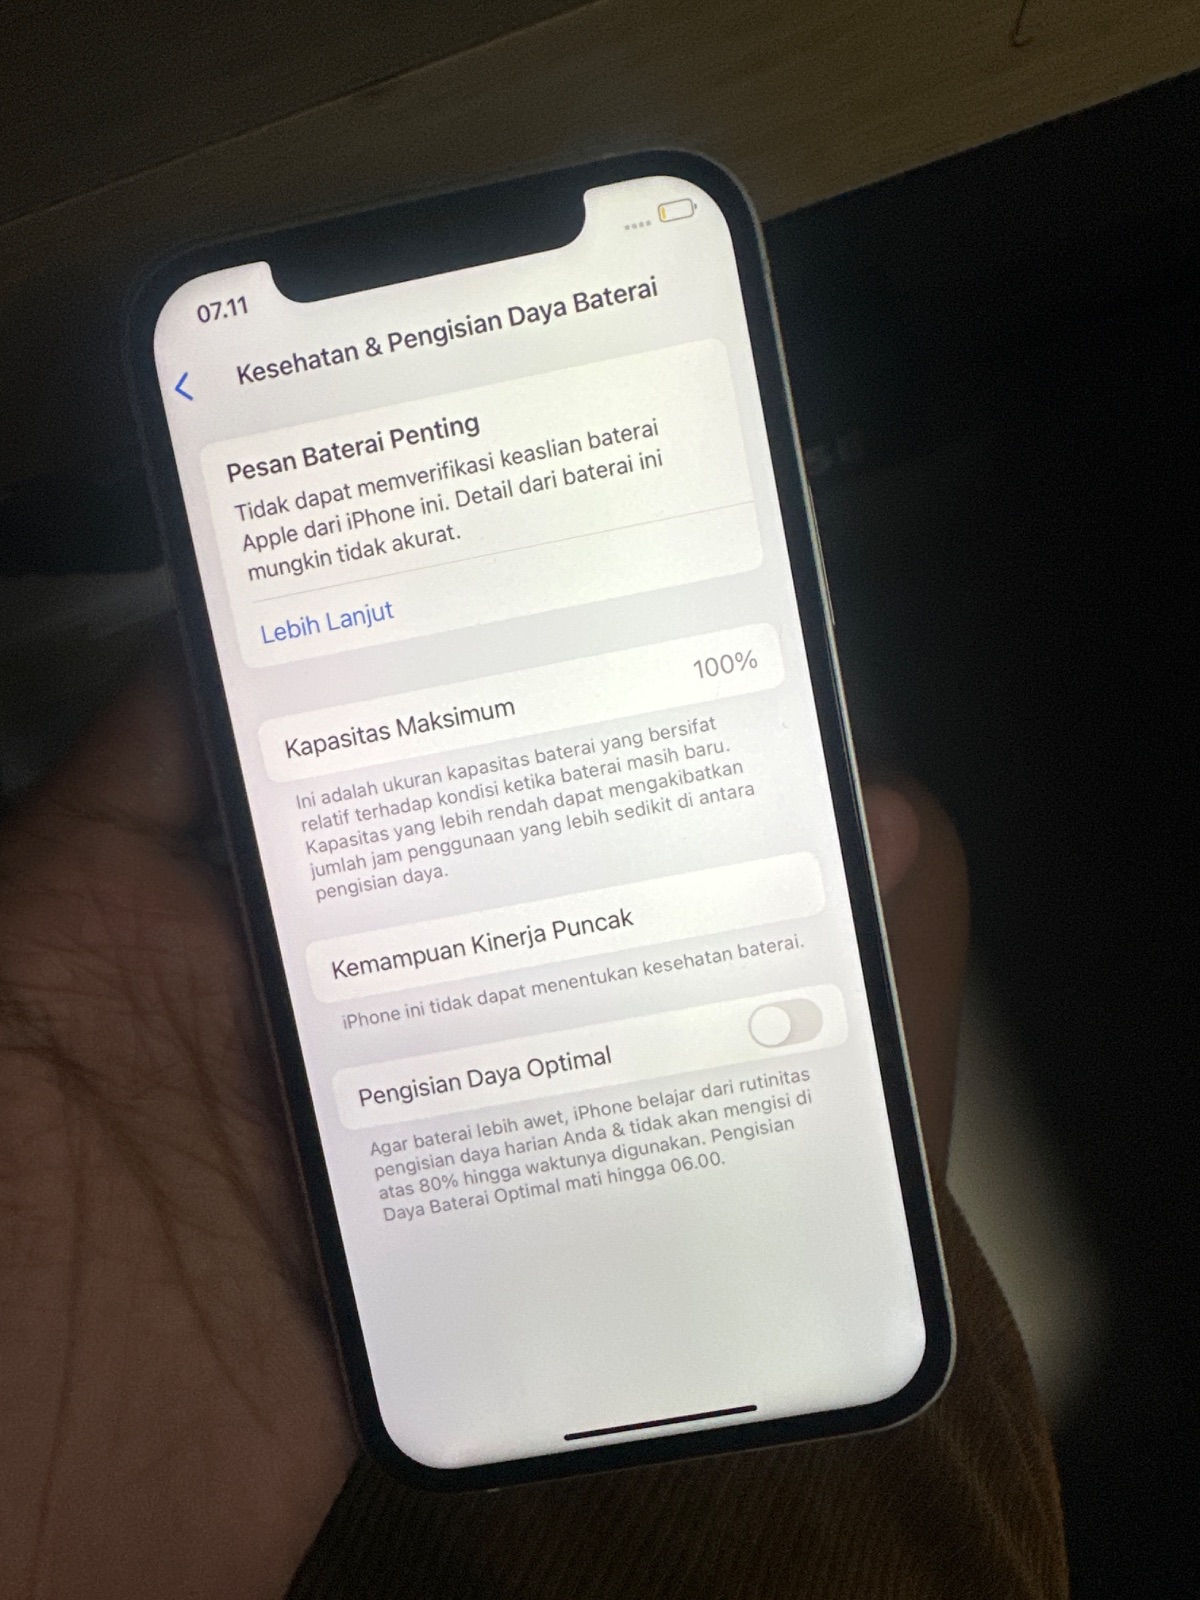 07.11
Kesehatan & Pengisian Daya Baterai
Pesan Baterai Penting
Tidak dapat memverifikasi keaslian baterai
Apple dari iPhone ini. Detail dari baterai ini
mungkin tidak akurat.
Lebih Lanjut
Kapasitas Maksimum 100%
Ini adalah ukuran kapasitas baterai yang bersifat
relatif terhadap kondisi ketika baterai masih baru.
Kapasitas yang lebih rendah dapat mengakibatkan
jumlah jam penggunaan yang lebih sedikit di antara
pengisian daya.
Kemampuan Kinerja Puncak
iPhone ini tidak dapat menentukan kesehatan baterai.
Pengisian Daya Optimal
Agar baterai lebih awet, iPhone belajar dari rutinitas
pengisian daya harian Anda & tidak akan mengisi di
atas 80% hingga waktunya digunakan. Pengisian
Daya Baterai Optimal mati hingga 06.00.